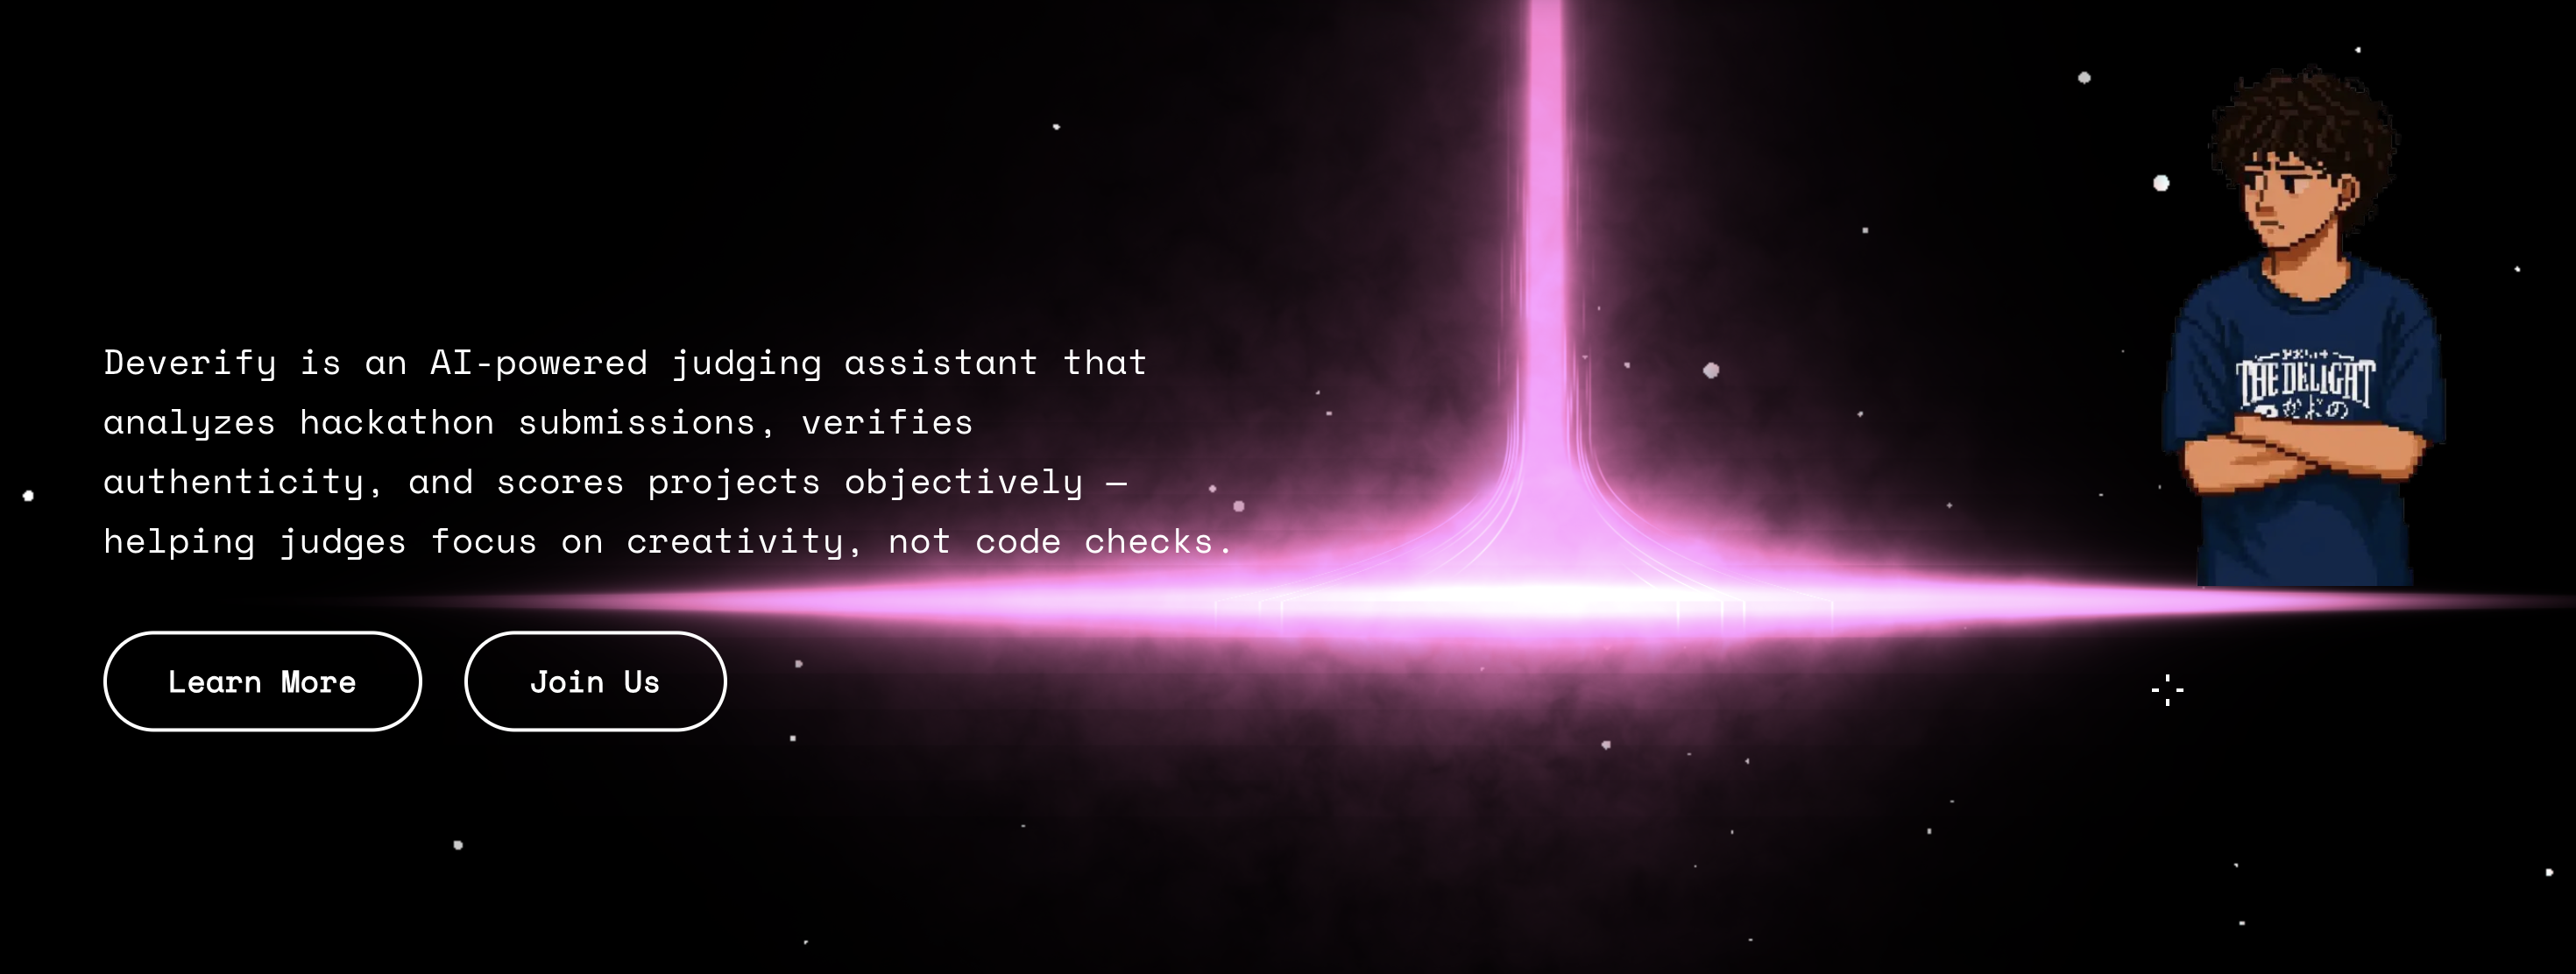 Deverify is an AI-powered judging assistant that
analyzes hackathon submissions, verifies
authenticity, and scores projects objectively —
helping judges focus on creativity, not code checks.
Learn More
Join Us
THE DELIGHT